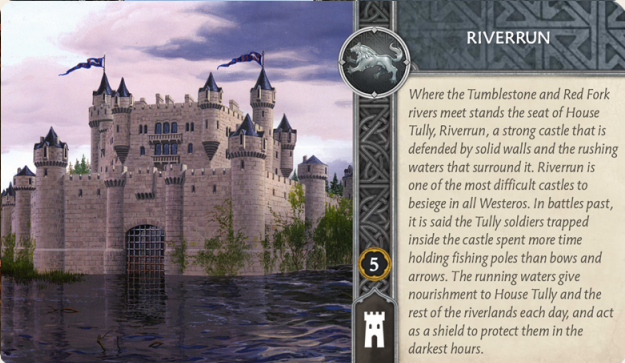 RIVERRUN
Where the Tumblestone and Red Fork
rivers meet stands the seat of House
Tully, Riverrun, a strong castle that is
defended by solid walls and the rushing
waters that surround it. Riverrun is
one of the most difficult castles to
besiege in all Westeros. In battles past,
it is said the Tully soldiers trapped
inside the castle spent more time
holding fishing poles than bows and
arrows. The running waters give
nourishment to House Tully and the
rest of the riverlands each day, and act
as a shield to protect them in the
darkest hours.
5